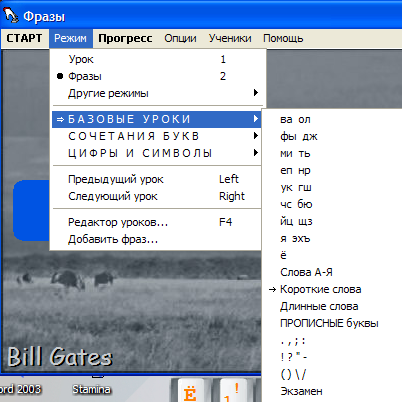 Фразы
СТАРТ Режим Прогресс Опции Ученики Помощь
Урок 1
Фразы 2
Другие режимы
БАЗОВЫЕ УРОКИ
СОЧЕТАНИЯ БУКВ
ЦИФРЫ И СИМВОЛЫ
Предыдущий урок Left
Следующий урок Right
Редактор уроков... F4
Добавить фраз...
ва ол
фы дж
ми ть
еп нр
ук гш
чс бю
йц щз
я эхъ
ё
Слова А-Я
Короткие слова
Длинные слова
ПРОПИСНЫЕ буквы
. , ; :
! ? " -
( ) \ /
Экзамен
Bill Gates
ord 2003 Stamina
Ё 1 !